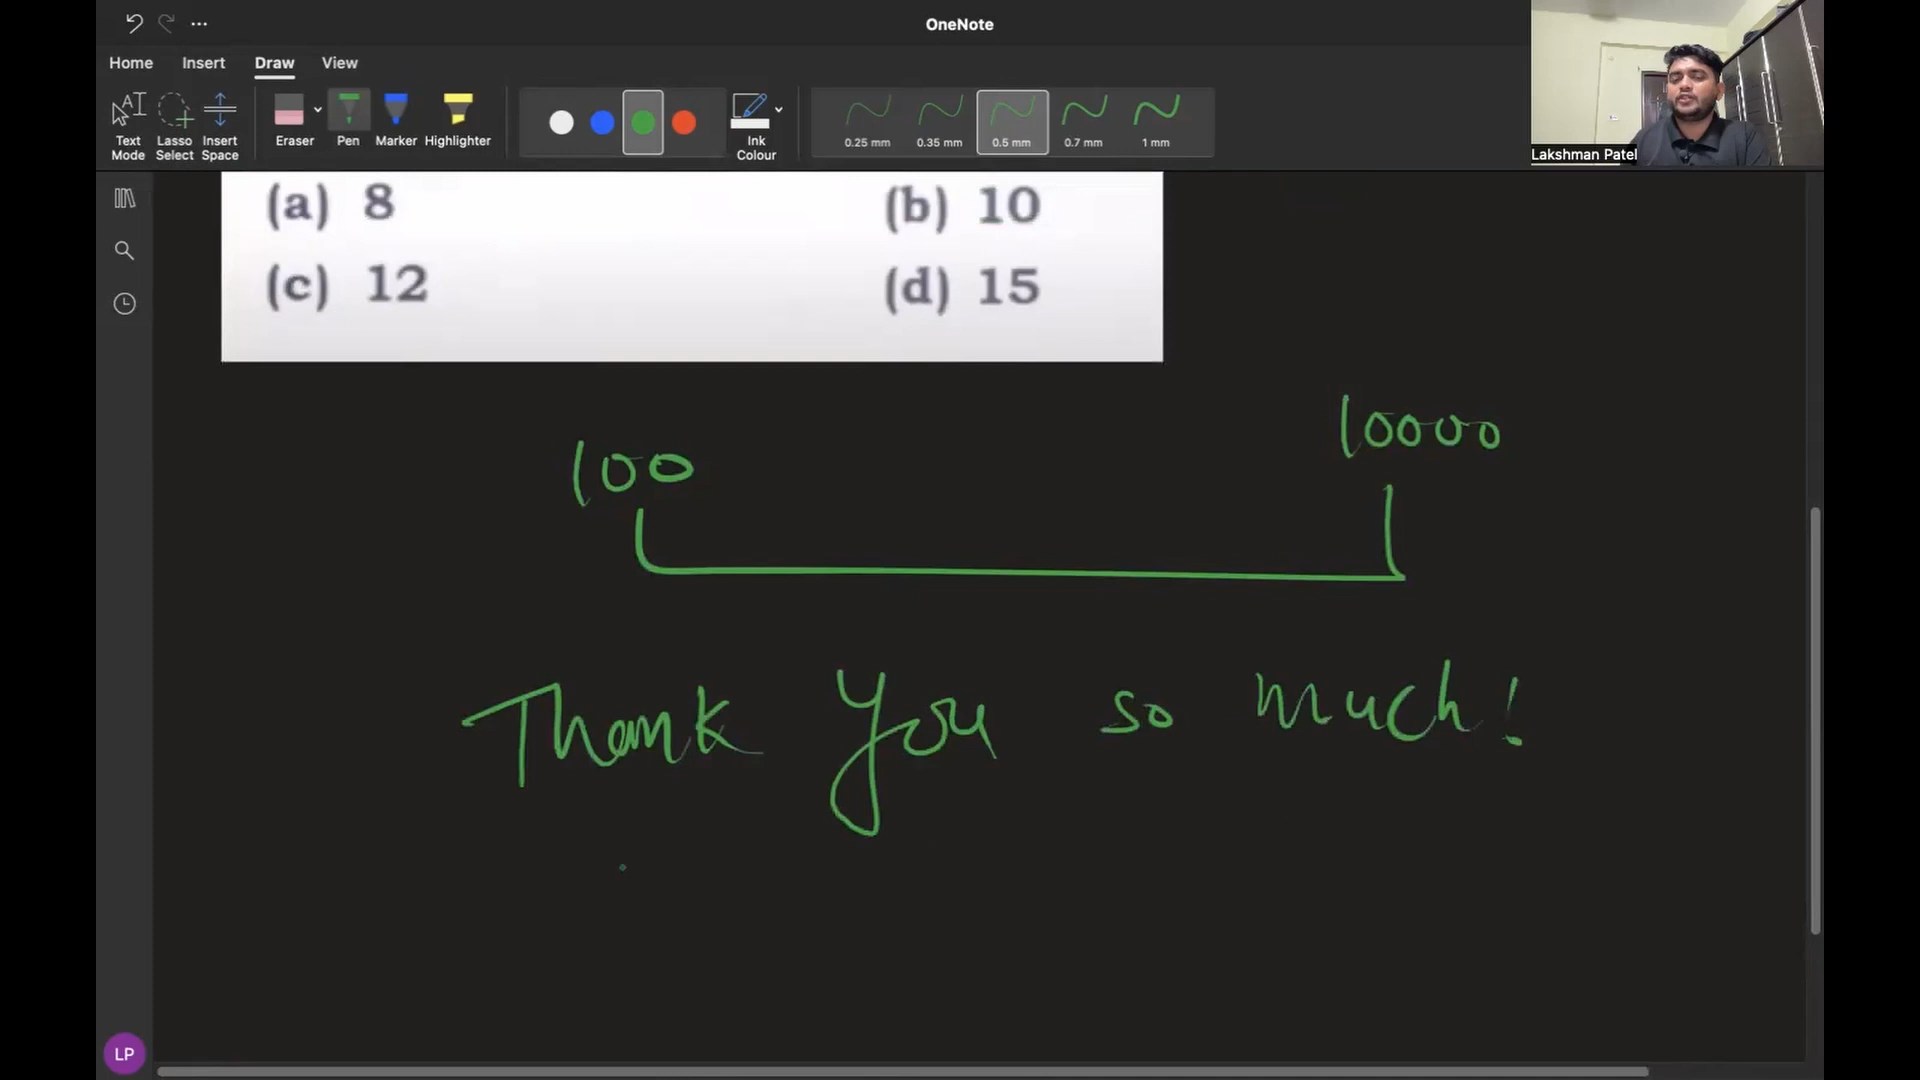 OneNote
Home Insert Draw View
Text Mode Lasso Select Insert Space Eraser Pen Marker Highlighter Ink Colour 0.25 mm 0.35 mm 0.5 mm 0.7 mm 1 mm
Lakshman Patel
(a) 8 (b) 10
(c) 12 (d) 15
100 10000
Thank you so much!
LP